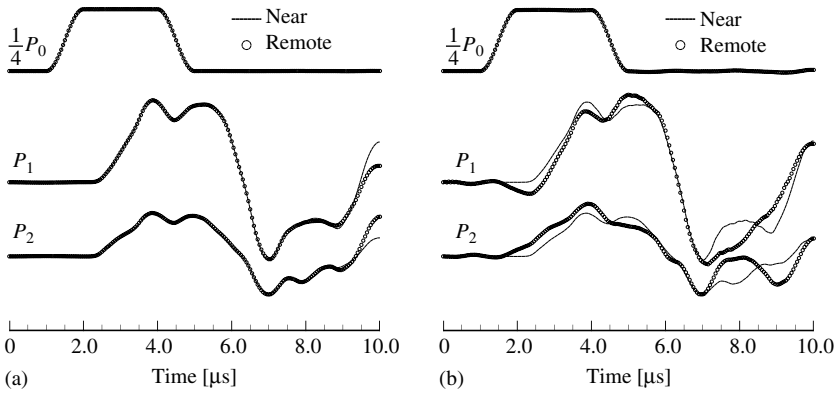 1/4 P0
Near
Remote
P1
P2
0 2.0 4.0 6.0 8.0 10.0
(a) Time [μs]
1/4 P0
Near
Remote
P1
P2
0 2.0 4.0 6.0 8.0 10.0
(b) Time [μs]